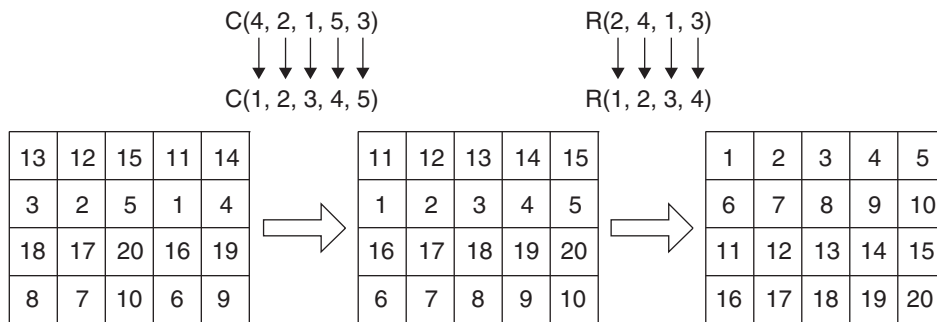 C(4, 2, 1, 5, 3) R(2, 4, 1, 3)
C(1, 2, 3, 4, 5) R(1, 2, 3, 4)
13 12 15 11 14 11 12 13 14 15 1 2 3 4 5
3 2 5 1 4 1 2 3 4 5 6 7 8 9 10
18 17 20 16 19 16 17 18 19 20 11 12 13 14 15
8 7 10 6 9 6 7 8 9 10 16 17 18 19 20